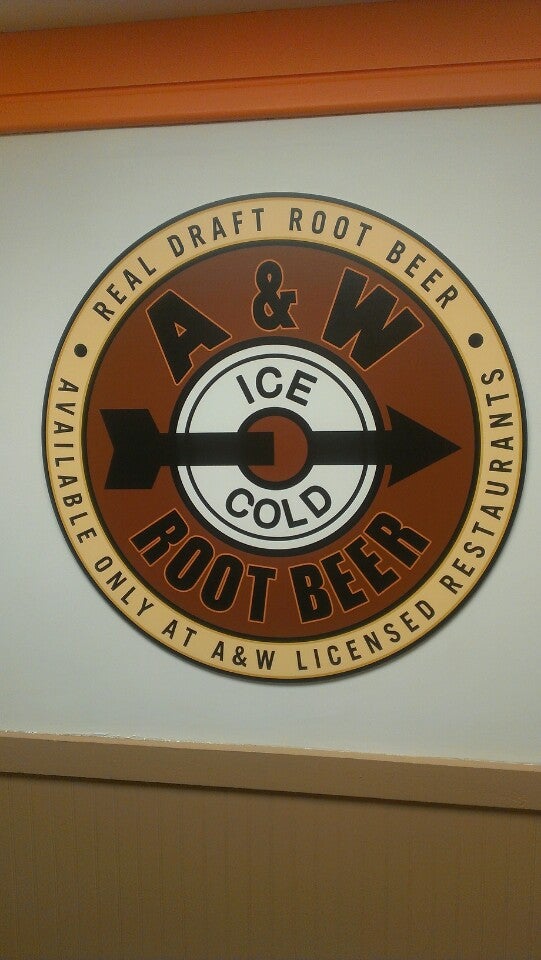 REAL DRAFT ROOT BEER
A & W
ICE
COLD
ROOT BEER
• AVAILABLE ONLY AT A&W LICENSED RESTAURANTS •